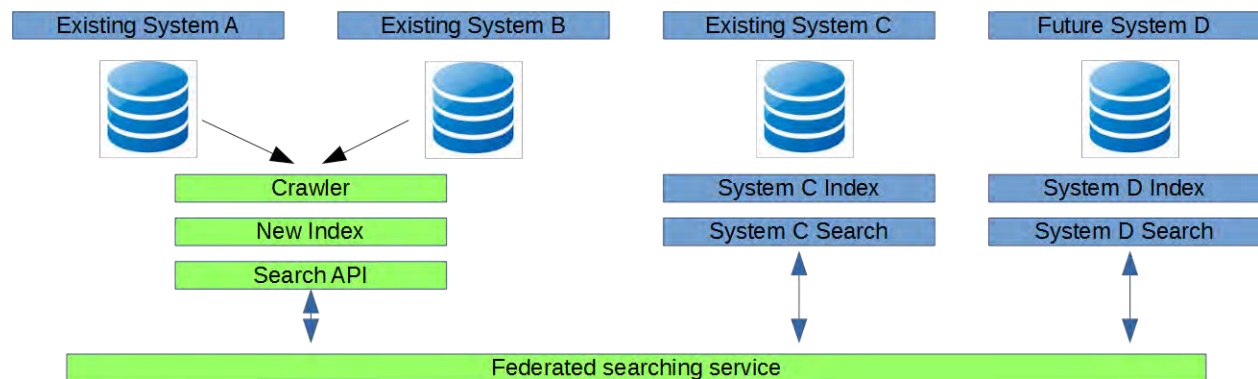 Existing System A
Existing System B
Existing System C
Future System D
Crawler
System C Index
System D Index
New Index
System C Search
System D Search
Search API
Federated searching service